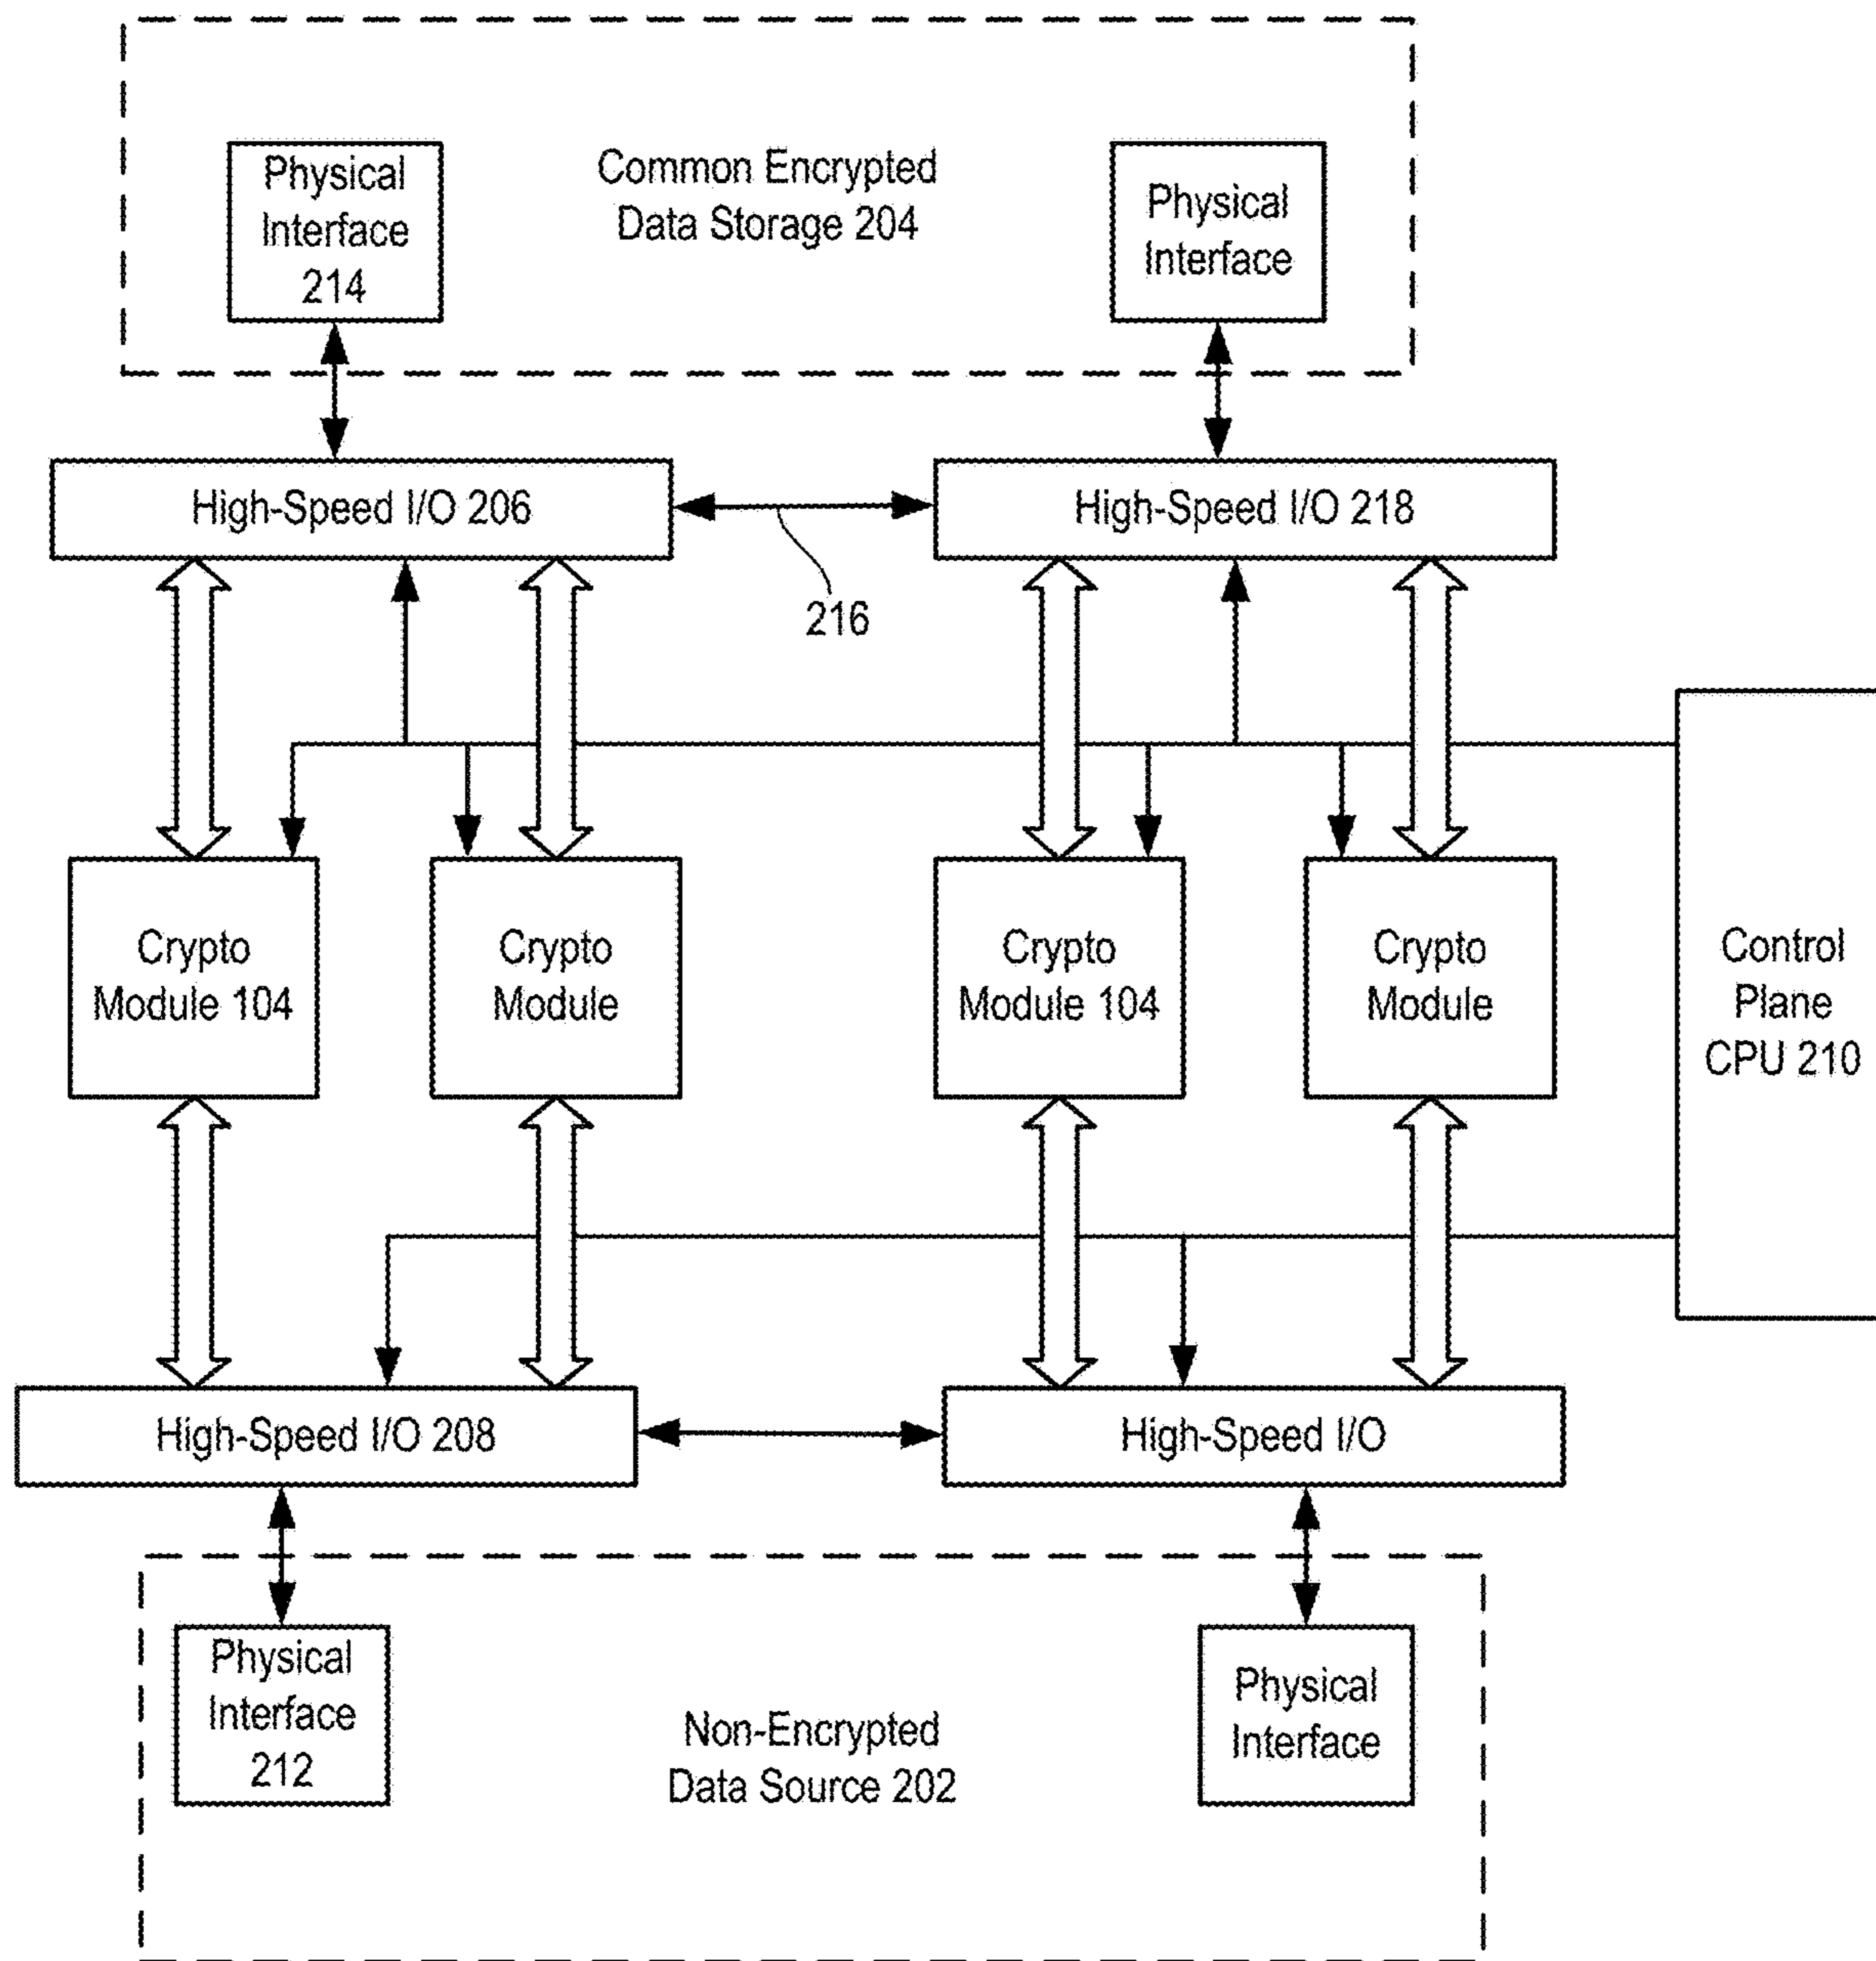 Physical
Interface
214
Common Encrypted
Data Storage 204
Physical
Interface
High-Speed I/O 206
High-Speed I/O 218
216
Crypto
Module 104
Crypto
Module
Crypto
Module 104
Crypto
Module
Control
Plane
CPU 210
High-Speed I/O 208
High-Speed I/O
Physical
Interface
212
Non-Encrypted
Data Source 202
Physical
Interface